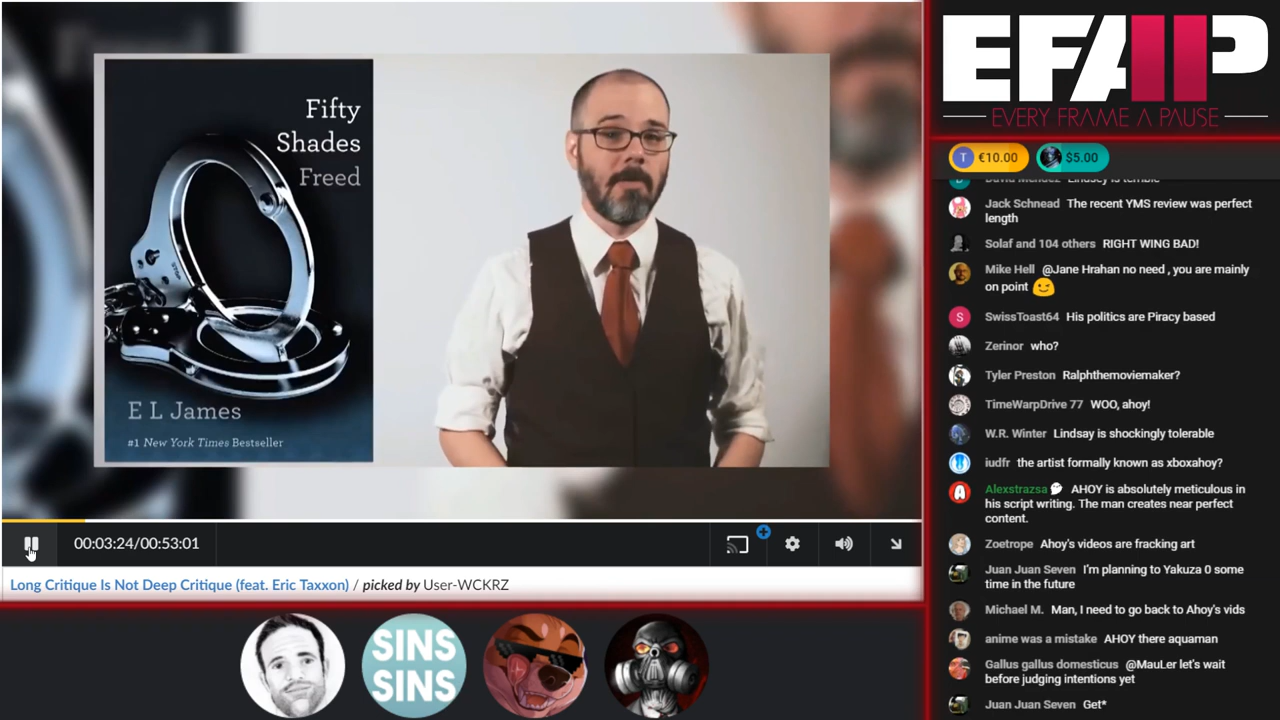 Fifty
Shades
Freed
E L James
#1 New York Times Bestseller
00:03:24/00:53:01
Long Critique Is Not Deep Critique (feat. Eric Taxxon) / picked by User-WCKRZ
SINS
SINS
EFAP
EVERY FRAME A PAUSE
T €10.00 $5.00
Jack Schnead The recent YMS review was perfect
length
Solaf and 104 others RIGHT WING BAD!
Mike Hell @Jane Hrahan no need , you are mainly
on point
S SwissToast64 His politics are Piracy based
Zerinor who?
Tyler Preston Ralphthemoviemaker?
TimeWarpDrive 77 WOO, ahoy!
W.R. Winter Lindsay is shockingly tolerable
iudfr the artist formally known as xboxahoy?
Alexstrazsa AHOY is absolutely meticulous in
his script writing. The man creates near perfect
content.
Zoetrope Ahoy's videos are fracking art
Juan Juan Seven I'm planning to Yakuza 0 some
time in the future
Michael M. Man, I need to go back to Ahoy's vids
anime was a mistake AHOY there aquaman
Gallus gallus domesticus @MauLer let's wait
before judging intentions yet
Juan Juan Seven Get*